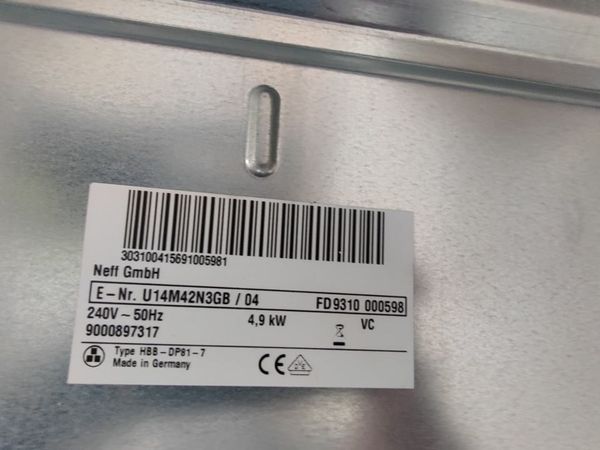 303100415691005981
Neff GmbH
E-Nr. U14M42N3GB / 04 FD 9310 000598
240V ~ 50Hz 4,9 kW VC
9000897317
Type HBB-DP81-7
Made in Germany
CE